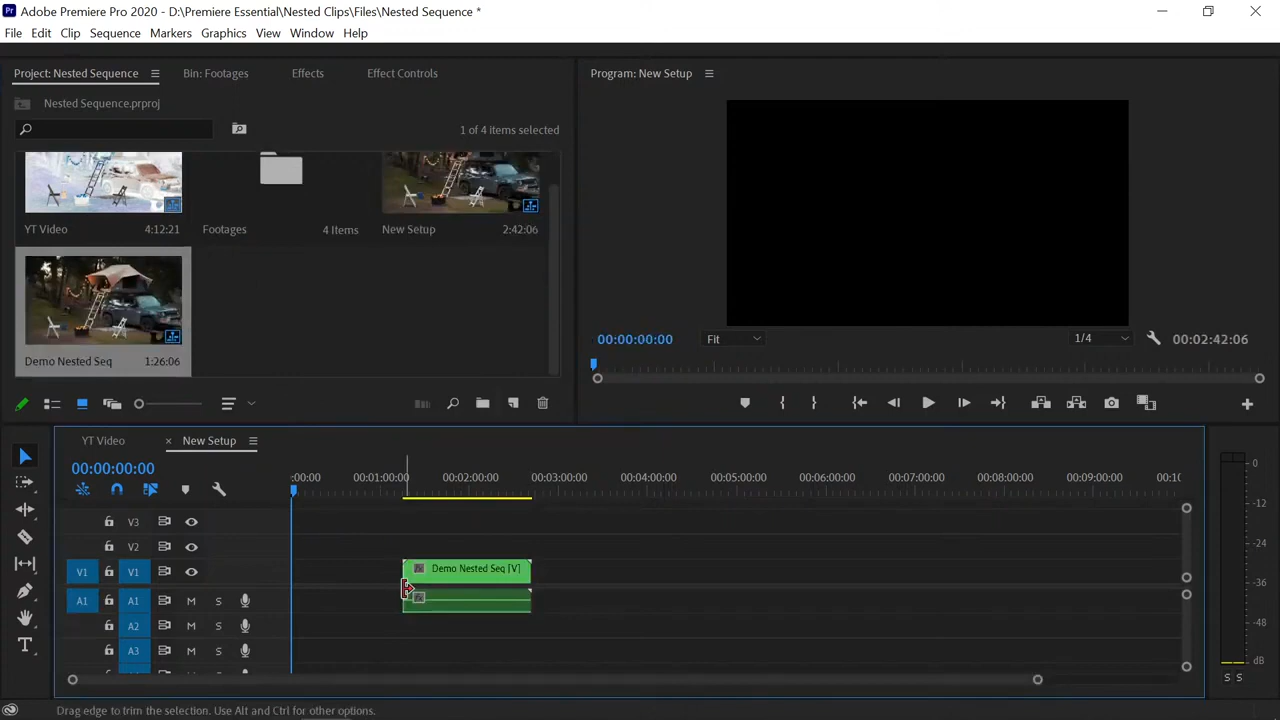 Pr Adobe Premiere Pro 2020 - D:\Premiere Essential\Nested Clips\Files\Nested Sequence *
File Edit Clip Sequence Markers Graphics View Window Help
Project: Nested Sequence Bin: Footages Effects Effect Controls
Program: New Setup
Nested Sequence.prproj
1 of 4 items selected
YT Video 4:12:21 Footages 4 Items New Setup 2:42:06
Demo Nested Seq 1:26:06
00:00:00:00 Fit 1/4 00:02:42:06
YT Video × New Setup
00:00:00:00
:00:00 00:01:00:00 00:02:00:00 00:03:00:00 00:04:00:00 00:05:00:00 00:06:00:00 00:07:00:00 00:08:00:00 00:09:00:00 00:10
V3
V2
V1 V1 fx Demo Nested Seq [V]
A1 A1 M S fx
A2 M S
A3 M S
0
-12
-24
-36
-48
dB
S S
Drag edge to trim the selection. Use Alt and Ctrl for other options.